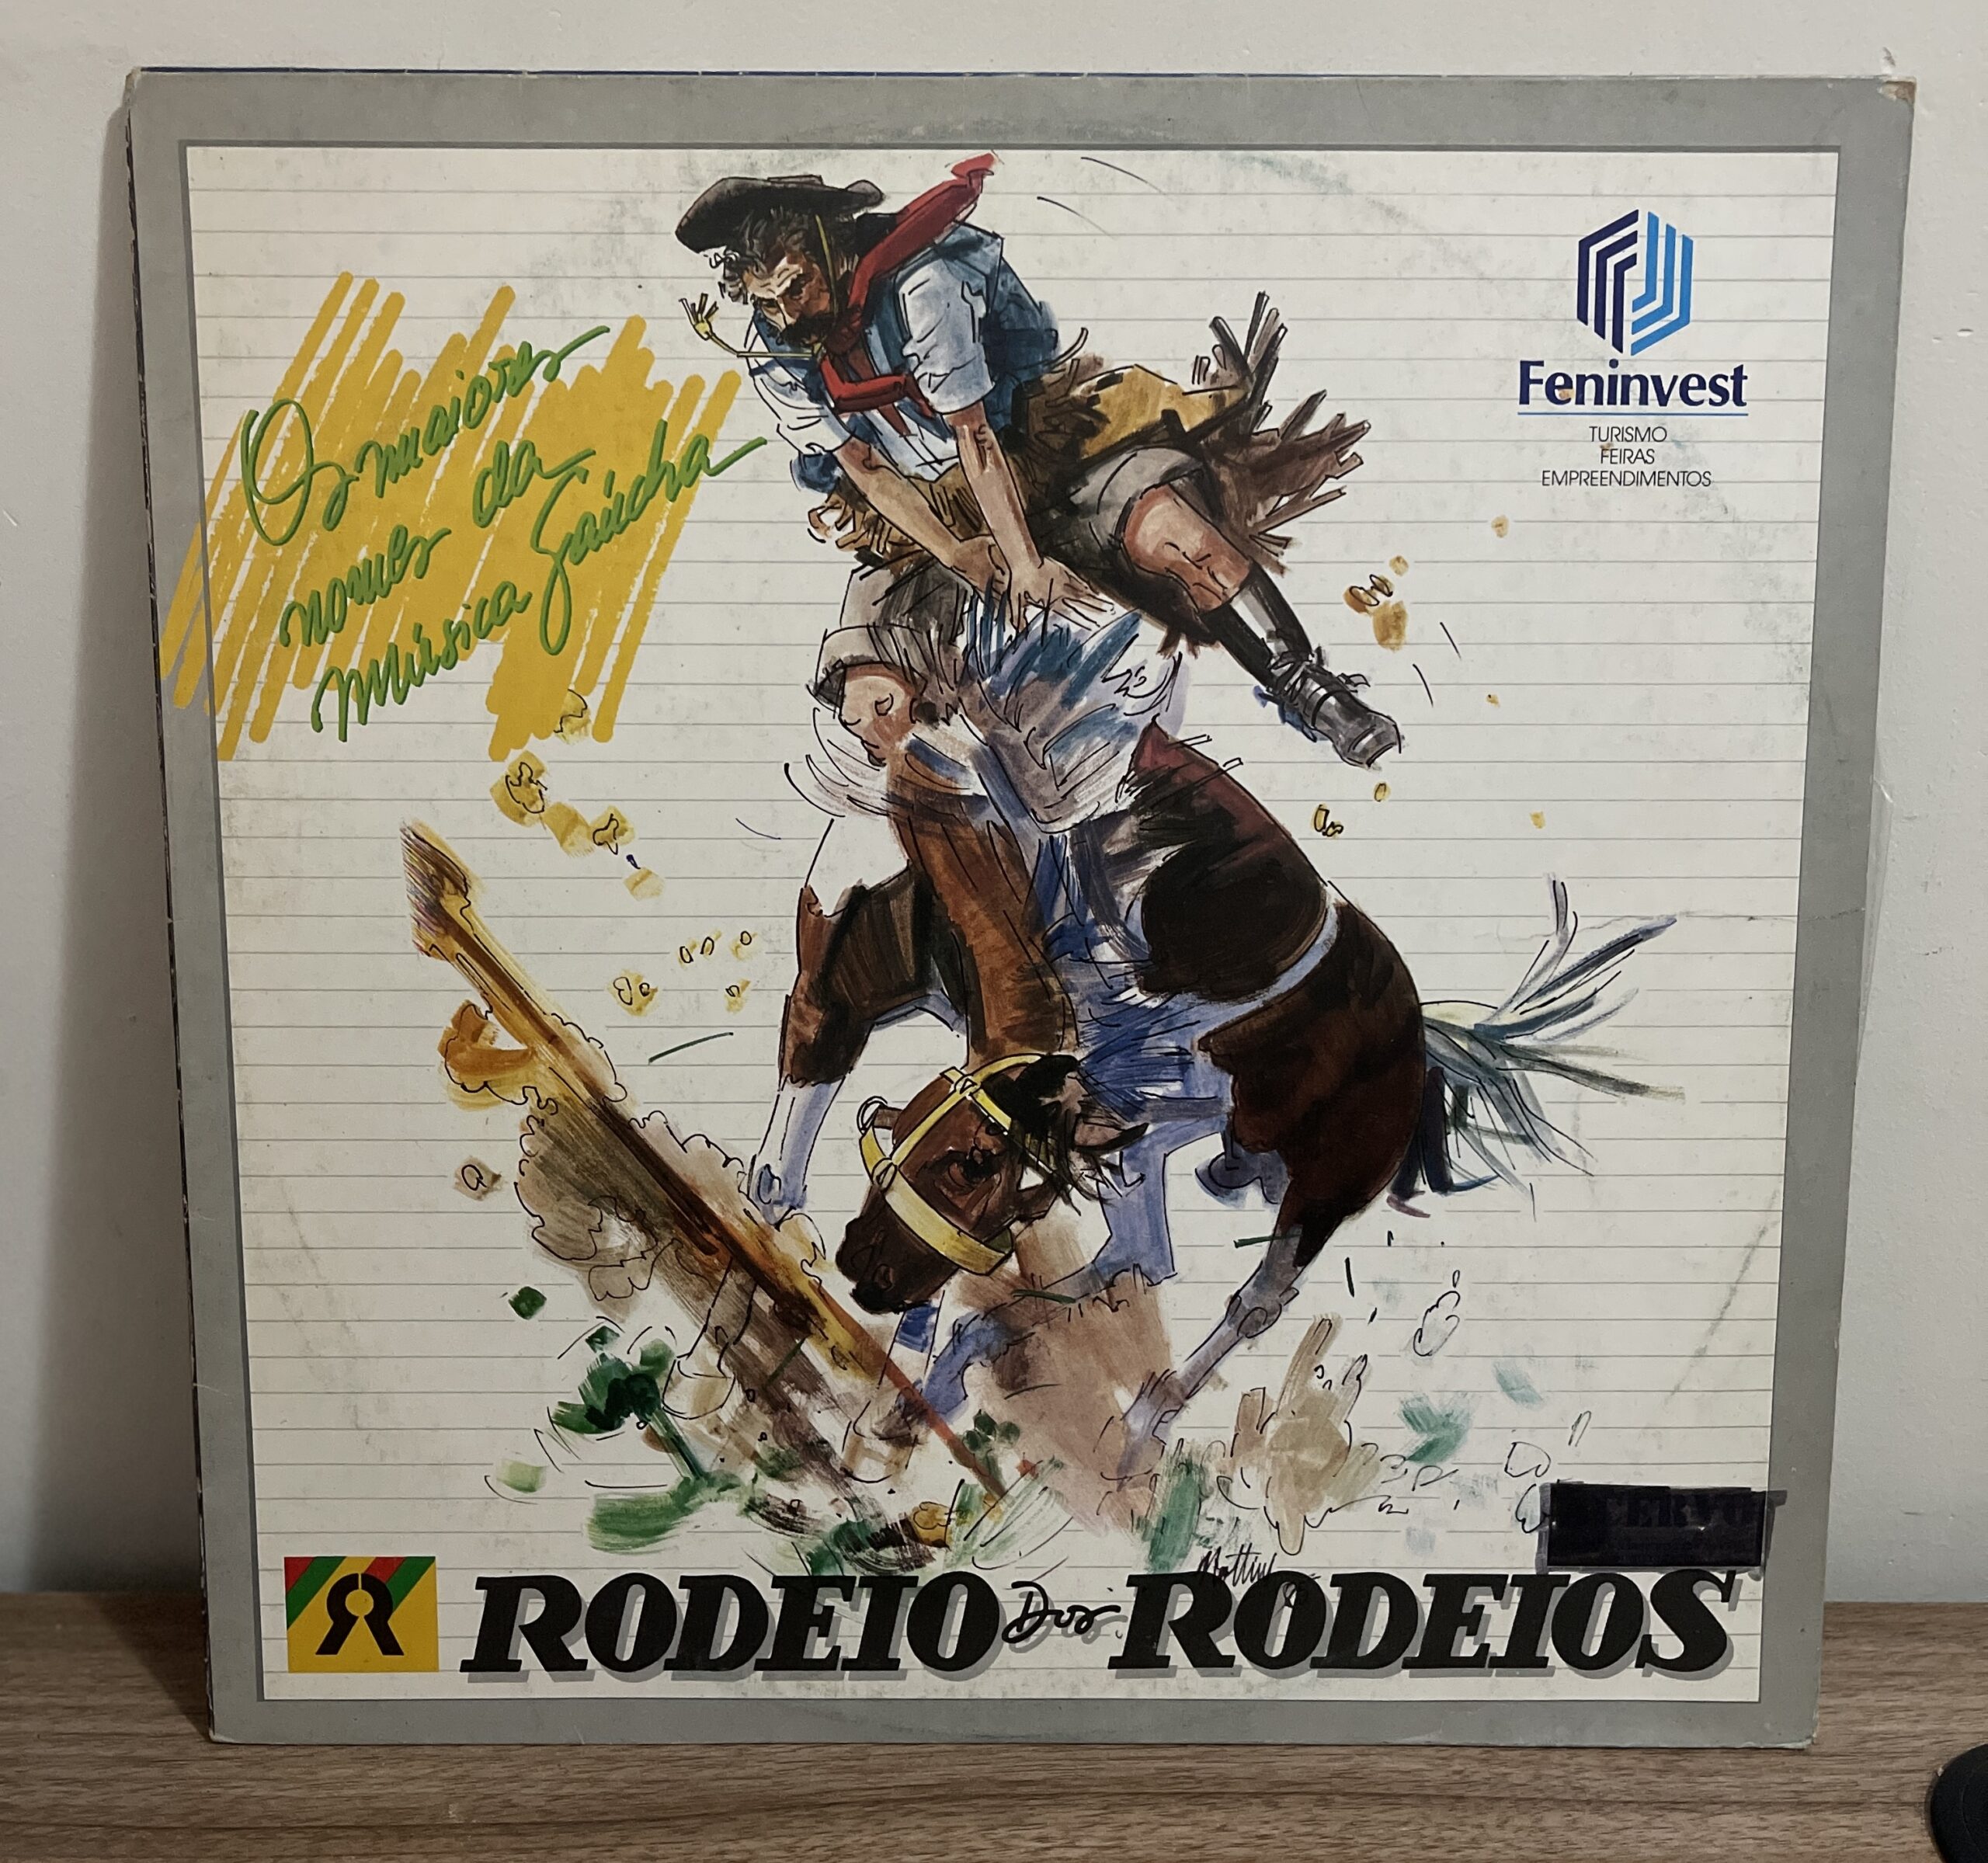 Os maiores
nomes da
música gaúcha
Feninvest
TURISMO
FEIRAS
EMPREENDIMENTOS
RODEIO Dos RODEIOS